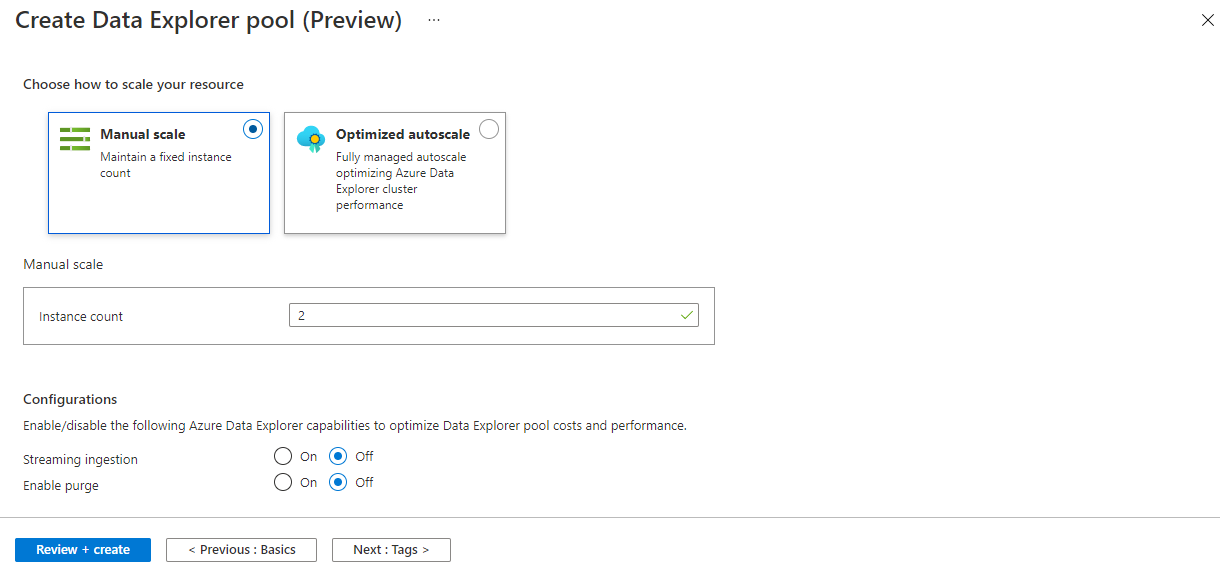 Create Data Explorer pool (Preview) ...
Choose how to scale your resource
Manual scale
Maintain a fixed instance
count
Optimized autoscale
Fully managed autoscale
optimizing Azure Data
Explorer cluster
performance
Manual scale
Instance count 2
Configurations
Enable/disable the following Azure Data Explorer capabilities to optimize Data Explorer pool costs and performance.
Streaming ingestion On Off
Enable purge On Off
Review + create < Previous : Basics Next : Tags >